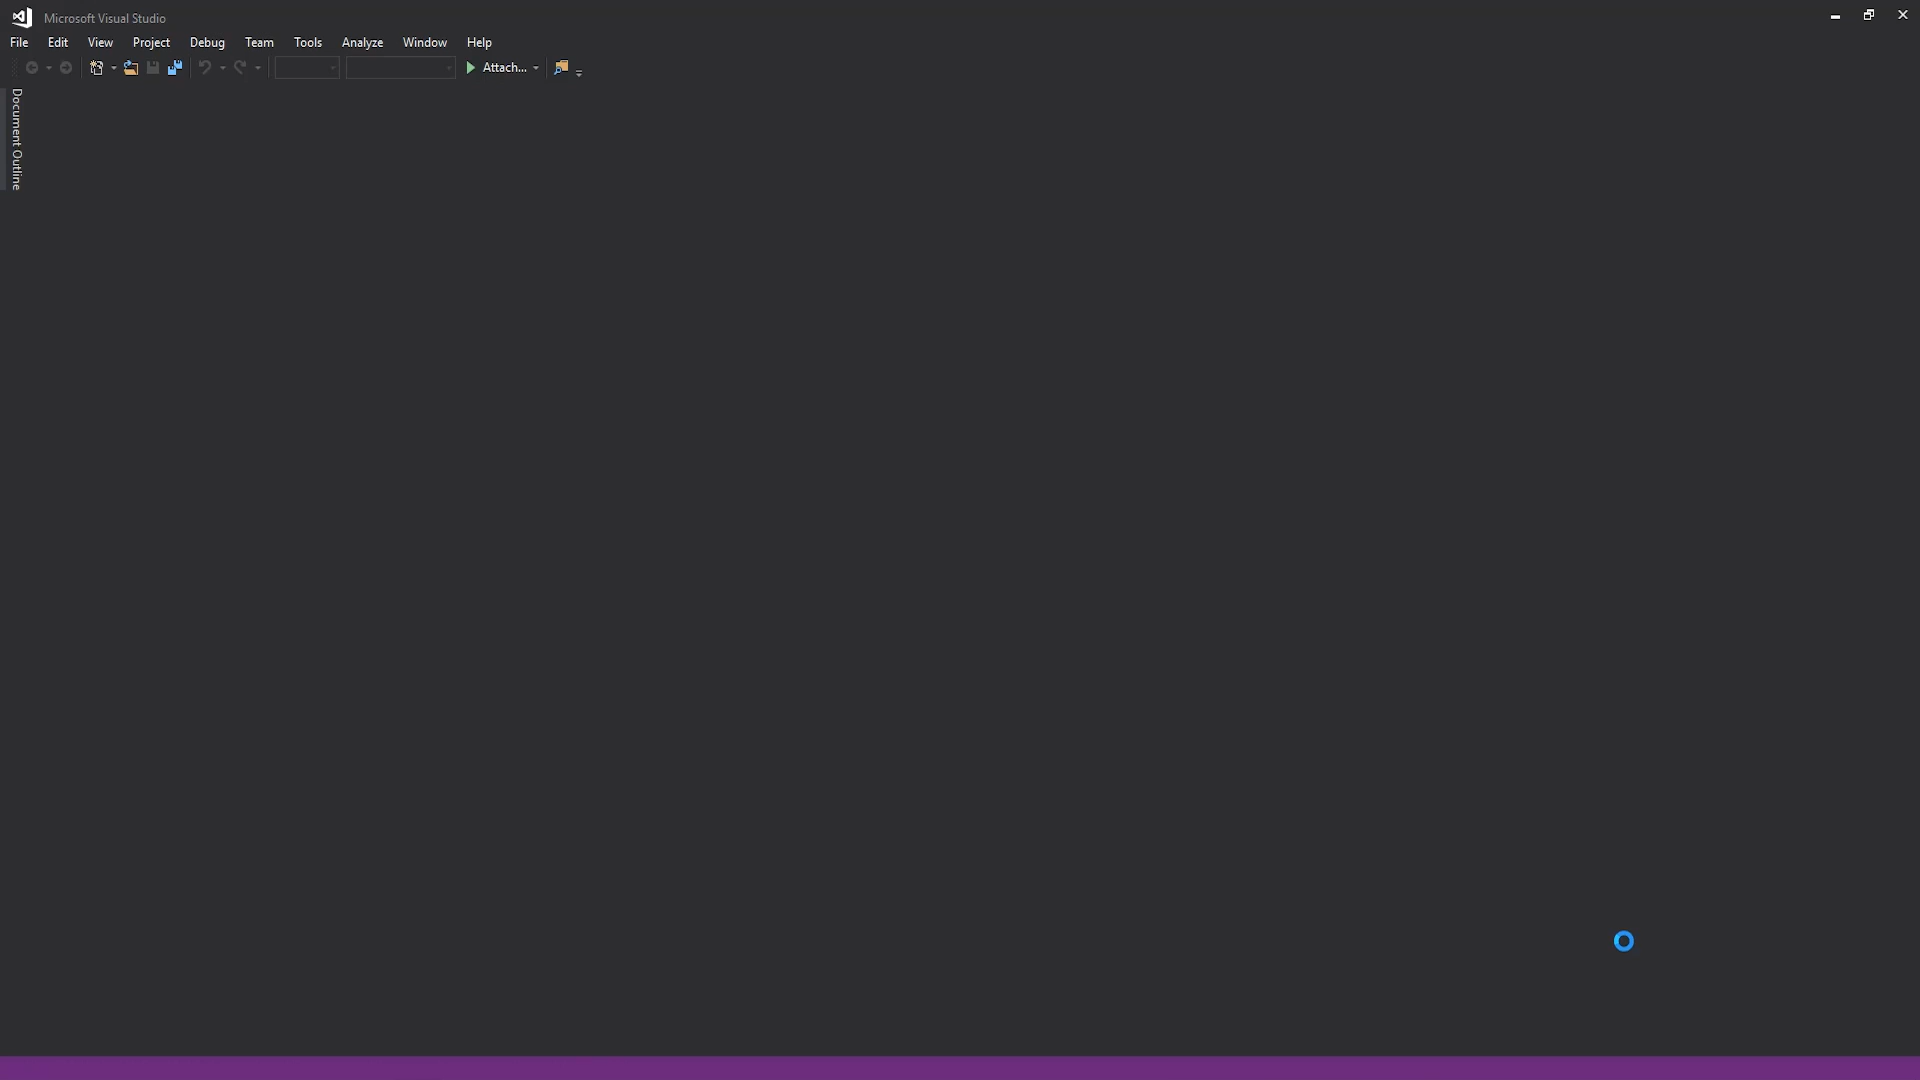 Microsoft Visual Studio
File Edit View Project Debug Team Tools Analyze Window Help
Attach...
Document Outline